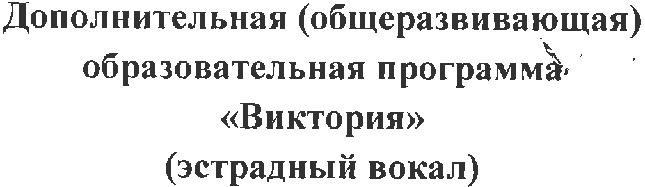 Дополнительная (общеразвивающая)
образовательная программа
«Виктория»
(эстрадный вокал)